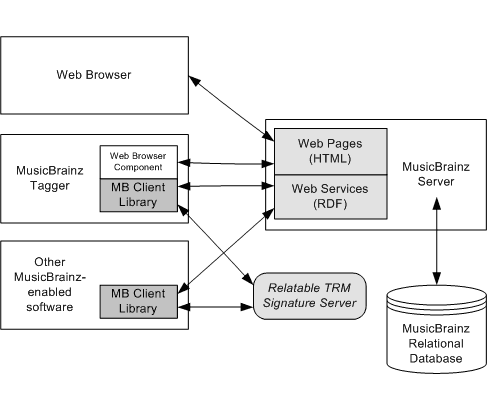 Web Browser
MusicBrainz
Tagger
Web Browser
Component
MB Client
Library
Other
MusicBrainz-
enabled
software
MB Client
Library
Web Pages
(HTML)
Web Services
(RDF)
MusicBrainz
Server
Relatable TRM
Signature Server
MusicBrainz
Relational
Database